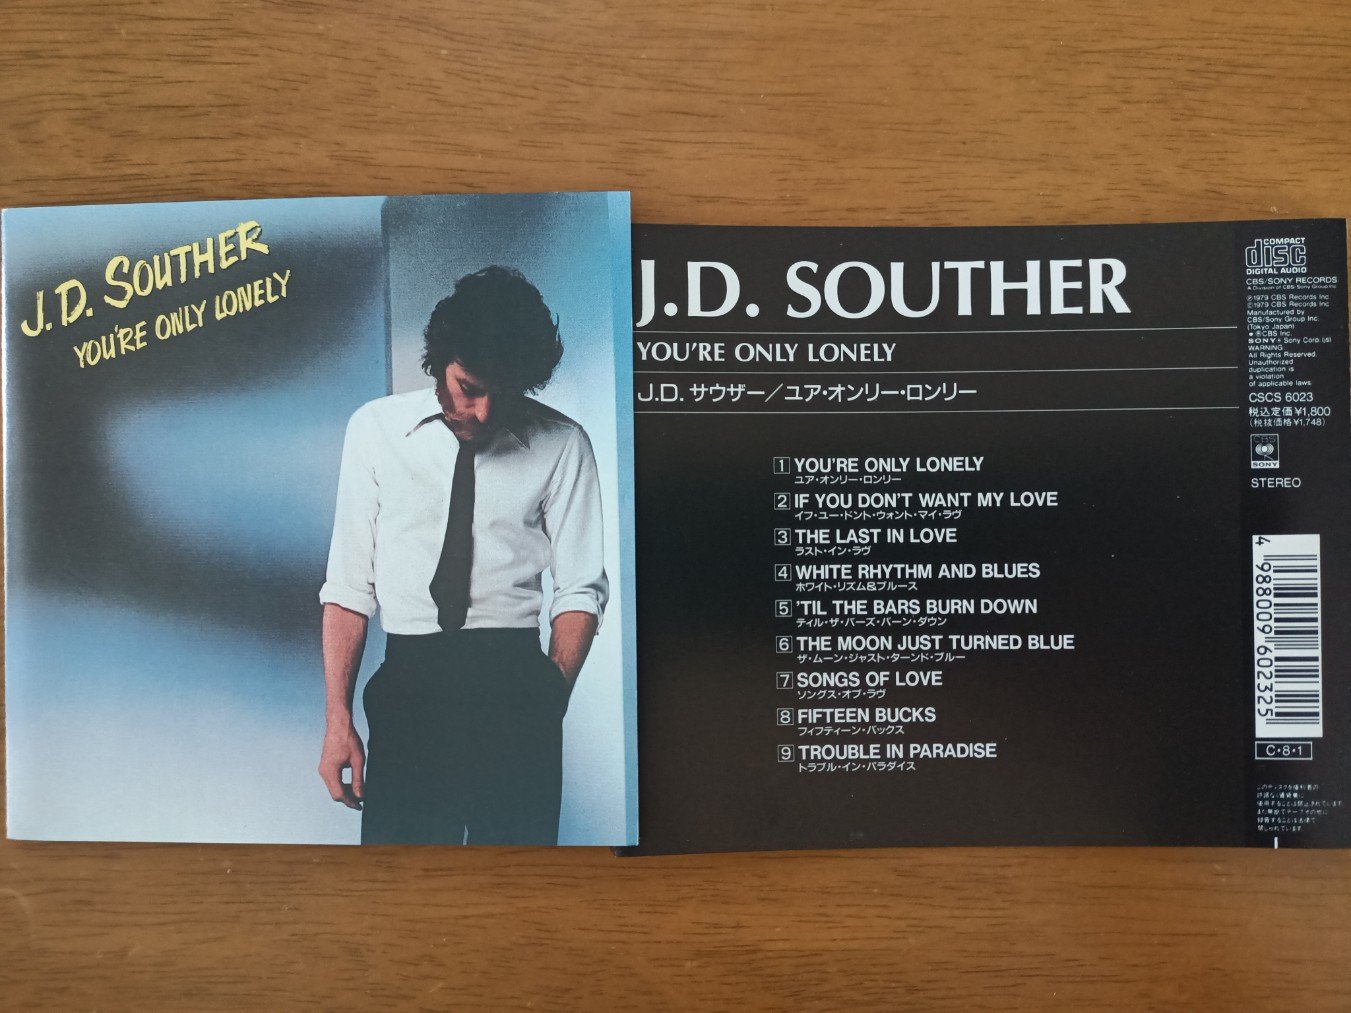 J.D. SOUTHER
YOU'RE ONLY LONELY
J.D. SOUTHER
YOU'RE ONLY LONELY
J.D. サウザー／ユア・オンリー・ロンリー
1 YOU'RE ONLY LONELY
ユア・オンリー・ロンリー
2 IF YOU DON'T WANT MY LOVE
イフ・ユー・ドント・ウォント・マイ・ラヴ
3 THE LAST IN LOVE
ラスト・イン・ラヴ
4 WHITE RHYTHM AND BLUES
ホワイト・リズム&ブルース
5 'TIL THE BARS BURN DOWN
ティル・ザ・バーズ・バーン・ダウン
6 THE MOON JUST TURNED BLUE
ザ・ムーン・ジャスト・ターンド・ブルー
7 SONGS OF LOVE
ソングス・オブ・ラヴ
8 FIFTEEN BUCKS
フィフティーン・バックス
9 TROUBLE IN PARADISE
トラブル・イン・パラダイス
COMPACT
disc
DIGITAL AUDIO
CBS/SONY RECORDS
A Division of CBS/Sony Group Inc.
℗1979 CBS Records Inc.
©1979 CBS Records Inc.
Manufactured by
CBS/Sony Group Inc.
(Tokyo Japan)
SONY
Sony Corp.
WARNING:
All Rights Reserved.
Unauthorized
duplication is
a violation
of applicable laws.
CSCS 6023
税込定価¥1,800
(税抜価格¥1,748)
CBS
SONY
STEREO
4 988009 602325
C・8・1